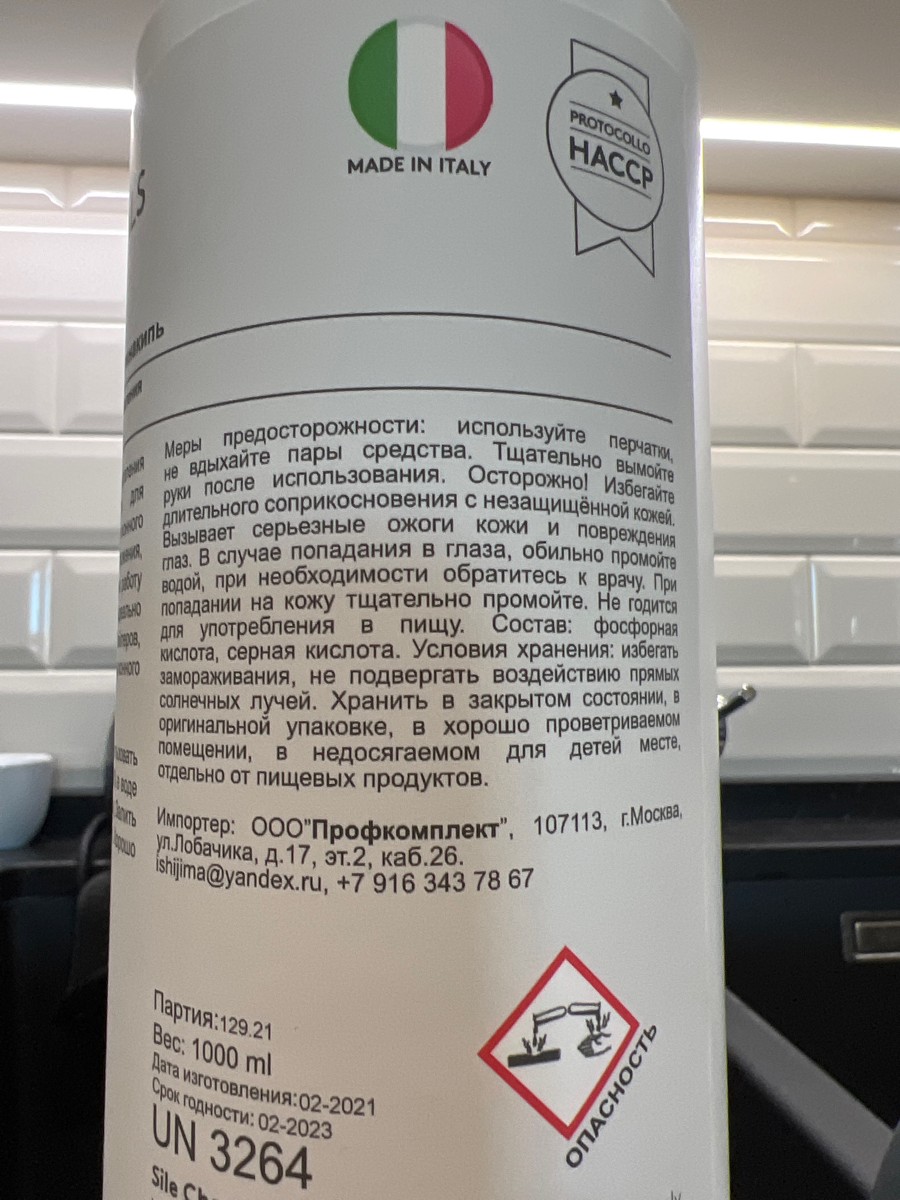 MADE IN ITALY
PROTOCOLLO
HACCP
Меры предосторожности: используйте перчатки,
не вдыхайте пары средства. Тщательно вымойте
руки после использования. Осторожно! Избегайте
длительного соприкосновения с незащищённой кожей.
Вызывает серьезные ожоги кожи и повреждения
глаз. В случае попадания в глаза, обильно промойте
водой, при необходимости обратитесь к врачу. При
попадании на кожу тщательно промойте. Не годится
для употребления в пищу. Состав: фосфорная
кислота, серная кислота. Условия хранения: избегать
замораживания, не подвергать воздействию прямых
солнечных лучей. Хранить в закрытом состоянии, в
оригинальной упаковке, в хорошо проветриваемом
помещении, в недосягаемом для детей месте,
отдельно от пищевых продуктов.
Импортер: ООО"Профкомплект", 107113, г.Москва,
ул.Лобачика, д.17, эт.2, каб.26.
ishijima@yandex.ru, +7 916 343 78 67
Партия:129.21
Вес: 1000 ml
Дата изготовления:02-2021
Срок годности: 02-2023
UN 3264
Sile
ОПАСНОСТЬ